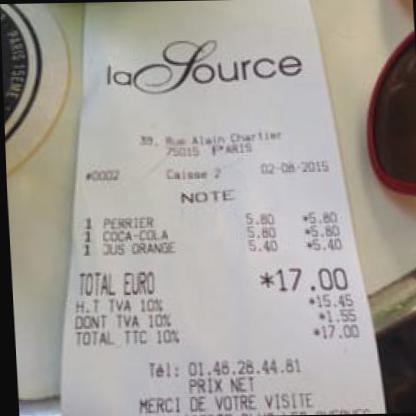 PARIS 15EME
la Source
39, Rue Alain Chartier
75015 PARIS
#0002 Caisse 2 02-08-2015
NOTE
1 PERRIER 5.80 *5.80
1 COCA-COLA 5.80 *5.80
1 JUS ORANGE 5.40 *5.40
TOTAL EURO *17.00
H.T TVA 10% *15.45
DONT TVA 10% *1.55
TOTAL TTC 10% *17.00
Tél: 01.48.28.44.81
PRIX NET
MERCI DE VOTRE VISITE